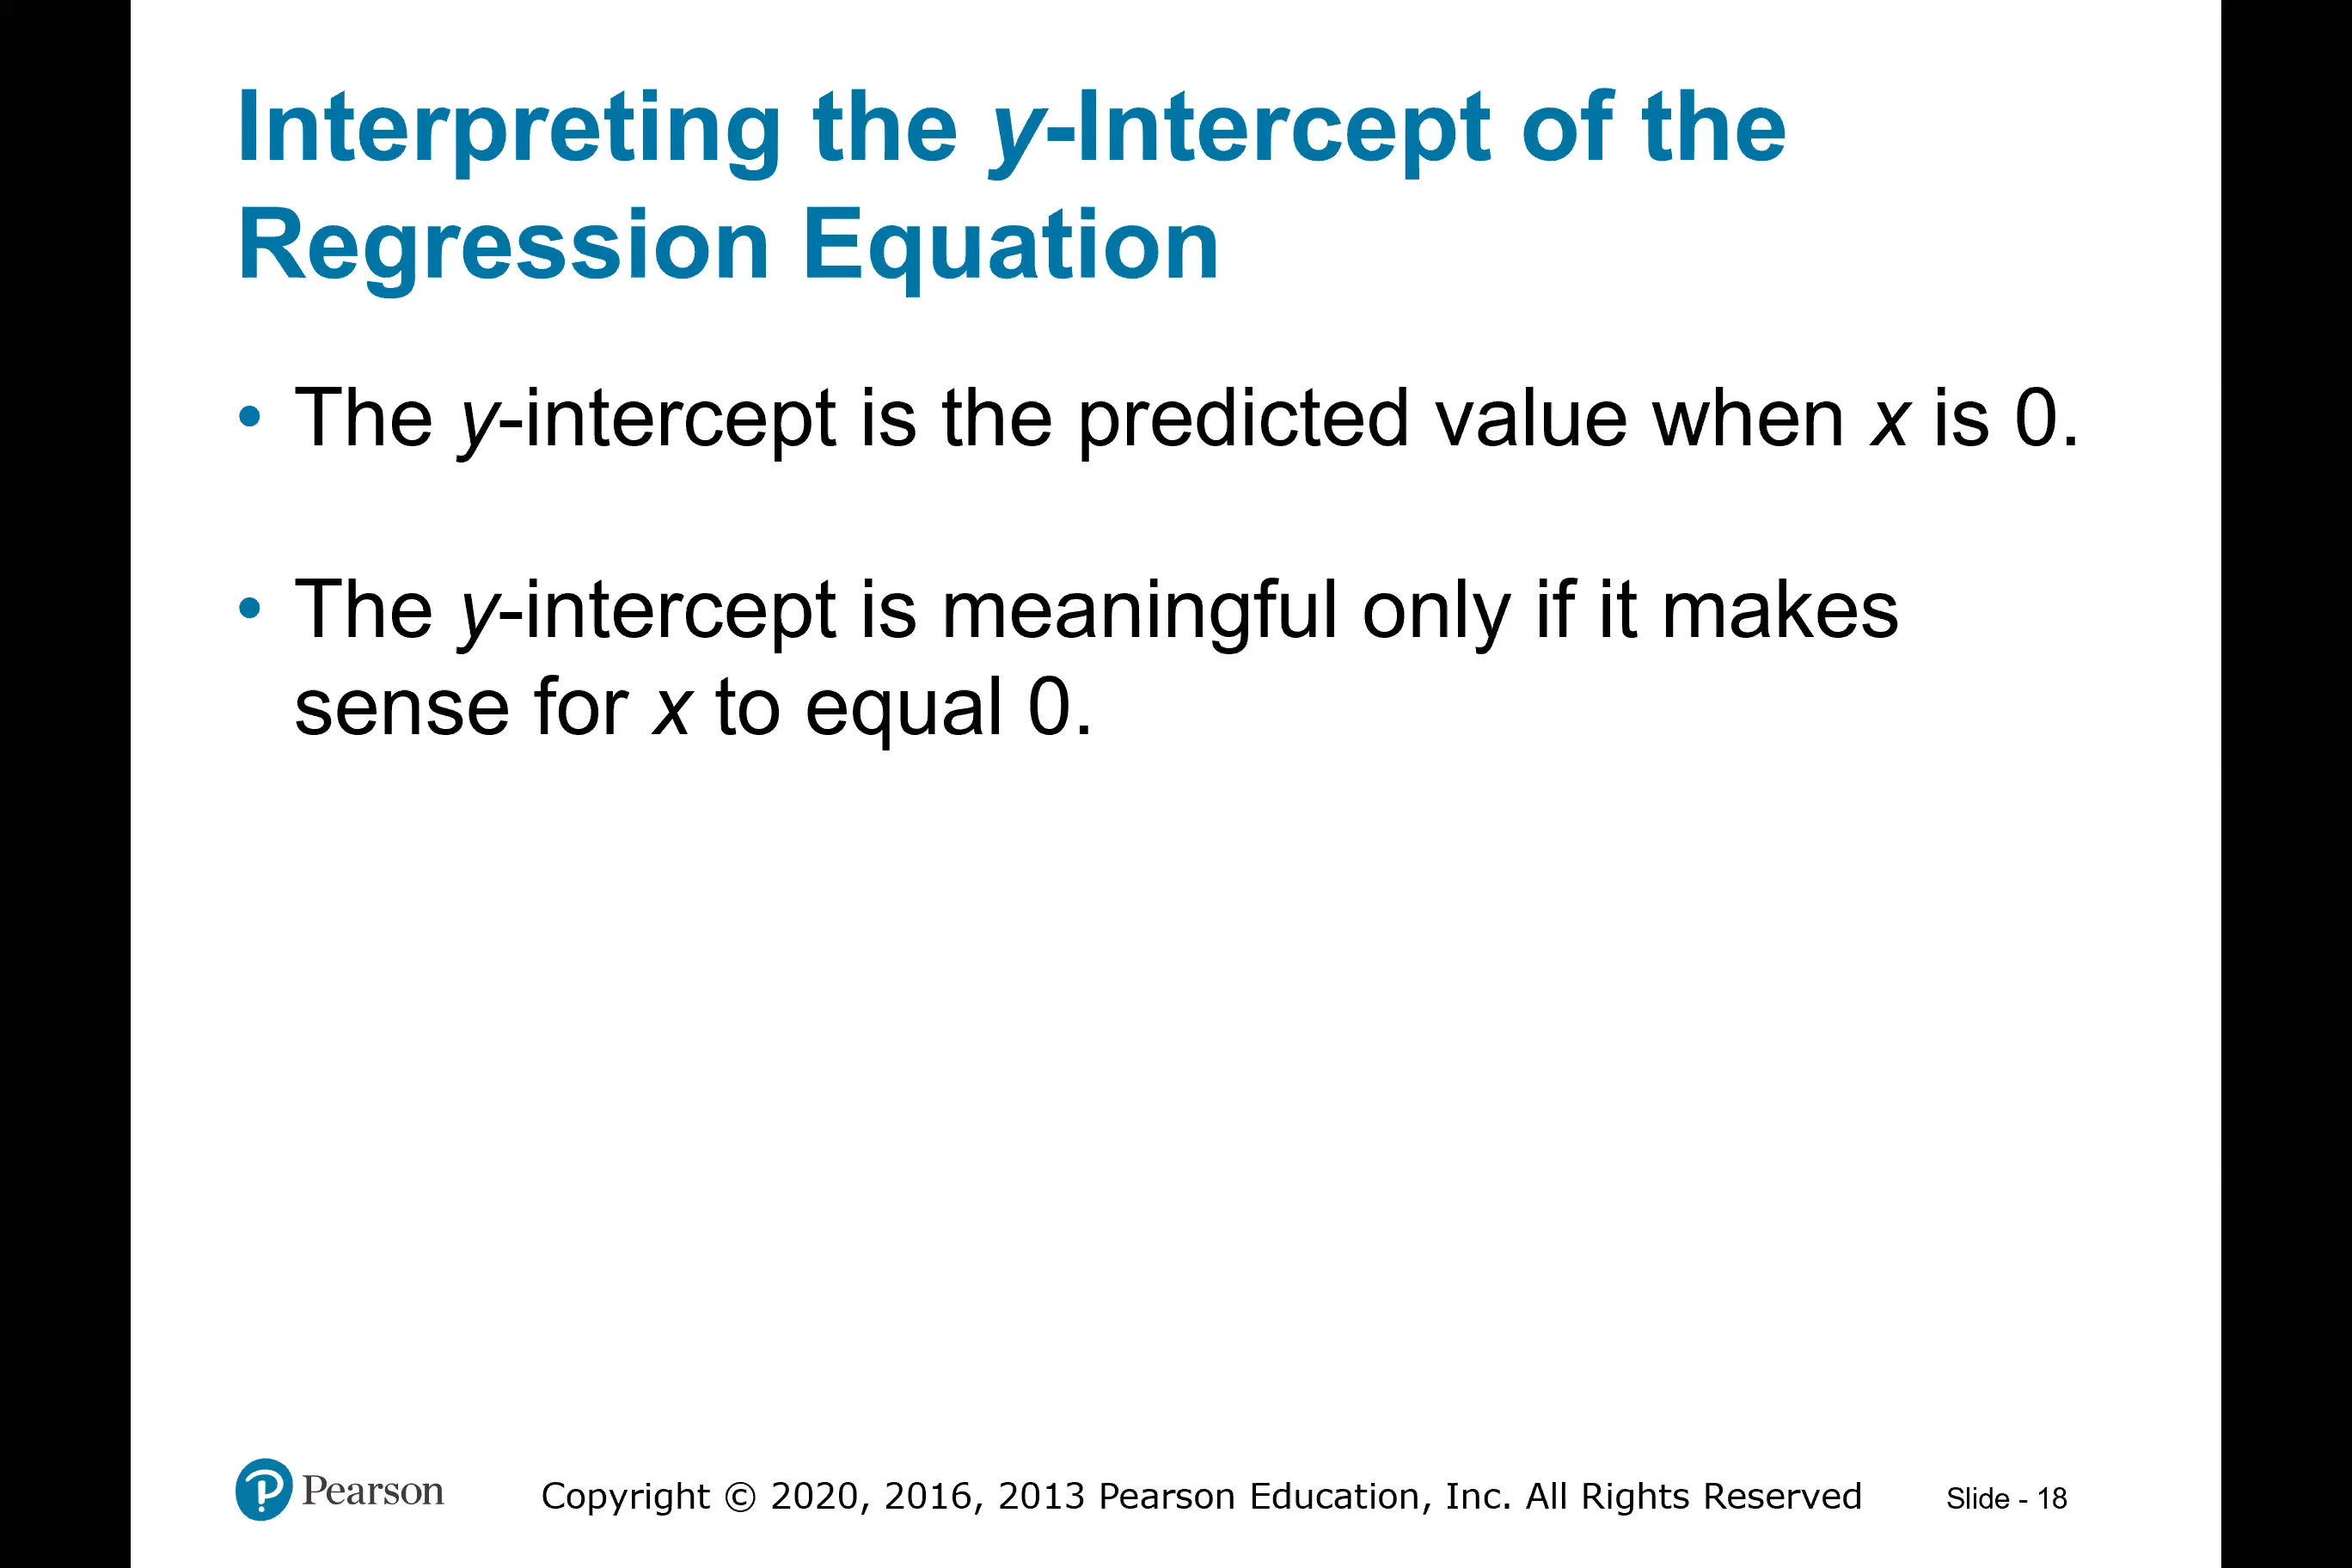 Interpreting the y-Intercept of the
Regression Equation
• The y-intercept is the predicted value when x is 0.
• The y-intercept is meaningful only if it makes
sense for x to equal 0.
Pearson Copyright © 2020, 2016, 2013 Pearson Education, Inc. All Rights Reserved Slide - 18